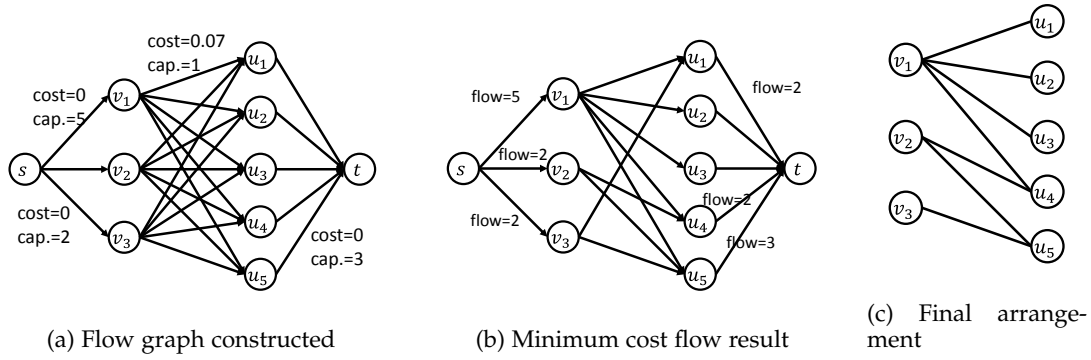 cost=0.07
cap.=1
cost=0
cap.=5
s
v₁
v₂
v₃
u₁
u₂
u₃
u₄
u₅
t
cost=0
cap.=2
cost=0
cap.=3
(a) Flow graph constructed
flow=5
flow=2
flow=2
s
v₁
v₂
v₃
u₁
u₂
u₃
u₄
u₅
t
flow=2
flow=2
flow=3
(b) Minimum cost flow result
v₁
v₂
v₃
u₁
u₂
u₃
u₄
u₅
(c) Final arrange-
ment